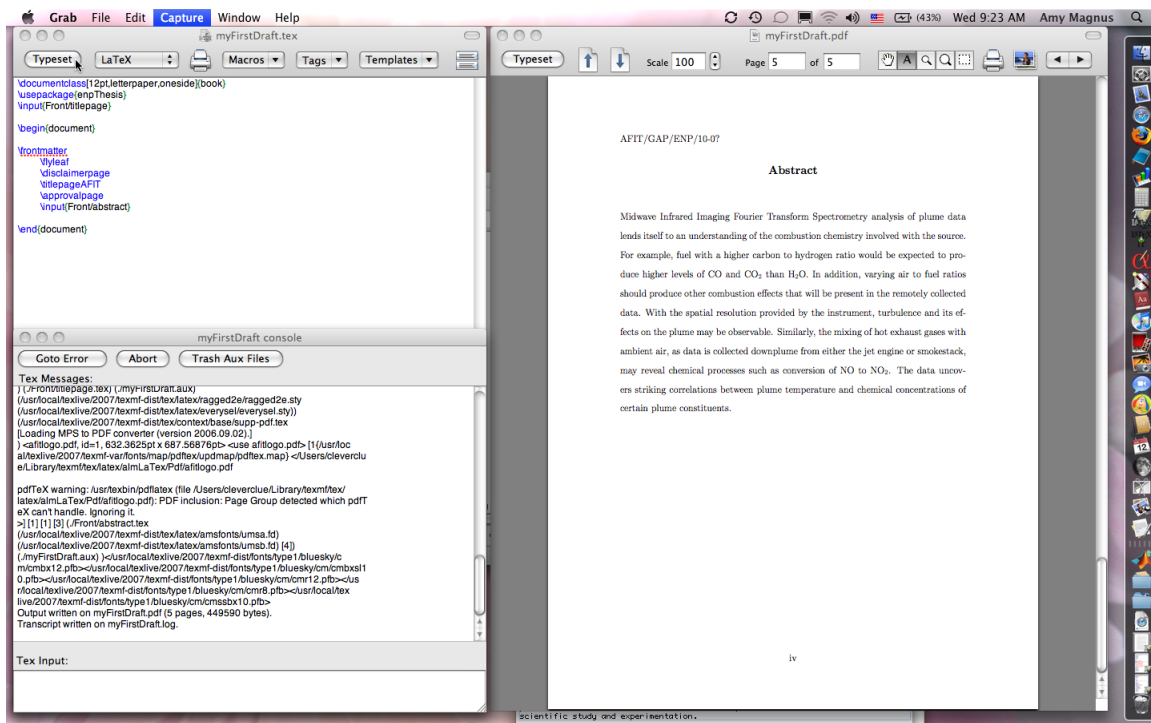 Grab File Edit Capture Window Help (43%) Wed 9:23 AM Amy Magnus
myFirstDraft.tex
Typeset LaTeX Macros Tags Templates
\documentclass[12pt,letterpaper,oneside]{book}
\usepackage{enpThesis}
\input{Front/titlepage}
\begin{document}
\frontmatter
\flyleaf
\disclaimerpage
\titlepageAFIT
\approvalpage
\input{Front/abstract}
\end{document}
myFirstDraft console
Goto Error Abort Trash Aux Files
Tex Messages:
) (./Front/titlepage.tex) (./myFirstDraft.aux)
(/usr/local/texlive/2007/texmf-dist/tex/latex/ragged2e/ragged2e.sty
(/usr/local/texlive/2007/texmf-dist/tex/latex/everysel/everysel.sty))
(/usr/local/texlive/2007/texmf-dist/tex/context/base/supp-pdf.tex
[Loading MPS to PDF converter (version 2006.09.02).]
) <afitlogo.pdf, id=1, 632.3625pt x 687.56876pt> <use afitlogo.pdf> [1{/usr/loc
al/texlive/2007/texmf-var/fonts/map/pdftex/updmap/pdftex.map} </Users/cleverclu
e/Library/texmf/tex/latex/almLaTex/Pdf/afitlogo.pdf
pdfTeX warning: /usr/texbin/pdflatex (file /Users/cleverclue/Library/texmf/tex/
latex/almLaTex/Pdf/afitlogo.pdf): PDF inclusion: Page Group detected which pdfT
eX can't handle. Ignoring it.
>] [1] [1] [3] (./Front/abstract.tex
(/usr/local/texlive/2007/texmf-dist/tex/latex/amsfonts/umsa.fd)
(/usr/local/texlive/2007/texmf-dist/tex/latex/amsfonts/umsb.fd) [4])
(./myFirstDraft.aux) )</usr/local/texlive/2007/texmf-dist/fonts/type1/bluesky/c
m/cmbx12.pfb></usr/local/texlive/2007/texmf-dist/fonts/type1/bluesky/cm/cmbxsl1
0.pfb></usr/local/texlive/2007/texmf-dist/fonts/type1/bluesky/cm/cmr12.pfb></us
r/local/texlive/2007/texmf-dist/fonts/type1/bluesky/cm/cmr8.pfb></usr/local/tex
live/2007/texmf-dist/fonts/type1/bluesky/cm/cmssbx10.pfb>
Output written on myFirstDraft.pdf (5 pages, 449590 bytes).
Transcript written on myFirstDraft.log.
Tex Input:
myFirstDraft.pdf
Typeset Scale 100 Page 5 of 5 A
AFIT/GAP/ENP/10-0?
Abstract
Midwave Infrared Imaging Fourier Transform Spectrometry analysis of plume data
lends itself to an understanding of the combustion chemistry involved with the source.
For example, fuel with a higher carbon to hydrogen ratio would be expected to pro-
duce higher levels of CO and CO₂ than H₂O. In addition, varying air to fuel ratios
should produce other combustion effects that will be present in the remotely collected
data. With the spatial resolution provided by the instrument, turbulence and its ef-
fects on the plume may be observable. Similarly, the mixing of hot exhaust gases with
ambient air, as data is collected downplume from either the jet engine or smokestack,
may reveal chemical processes such as conversion of NO to NO₂. The data uncov-
ers striking correlations between plume temperature and chemical concentrations of
certain plume constituents.
iv
scientific study and experimentation.
Aa
12